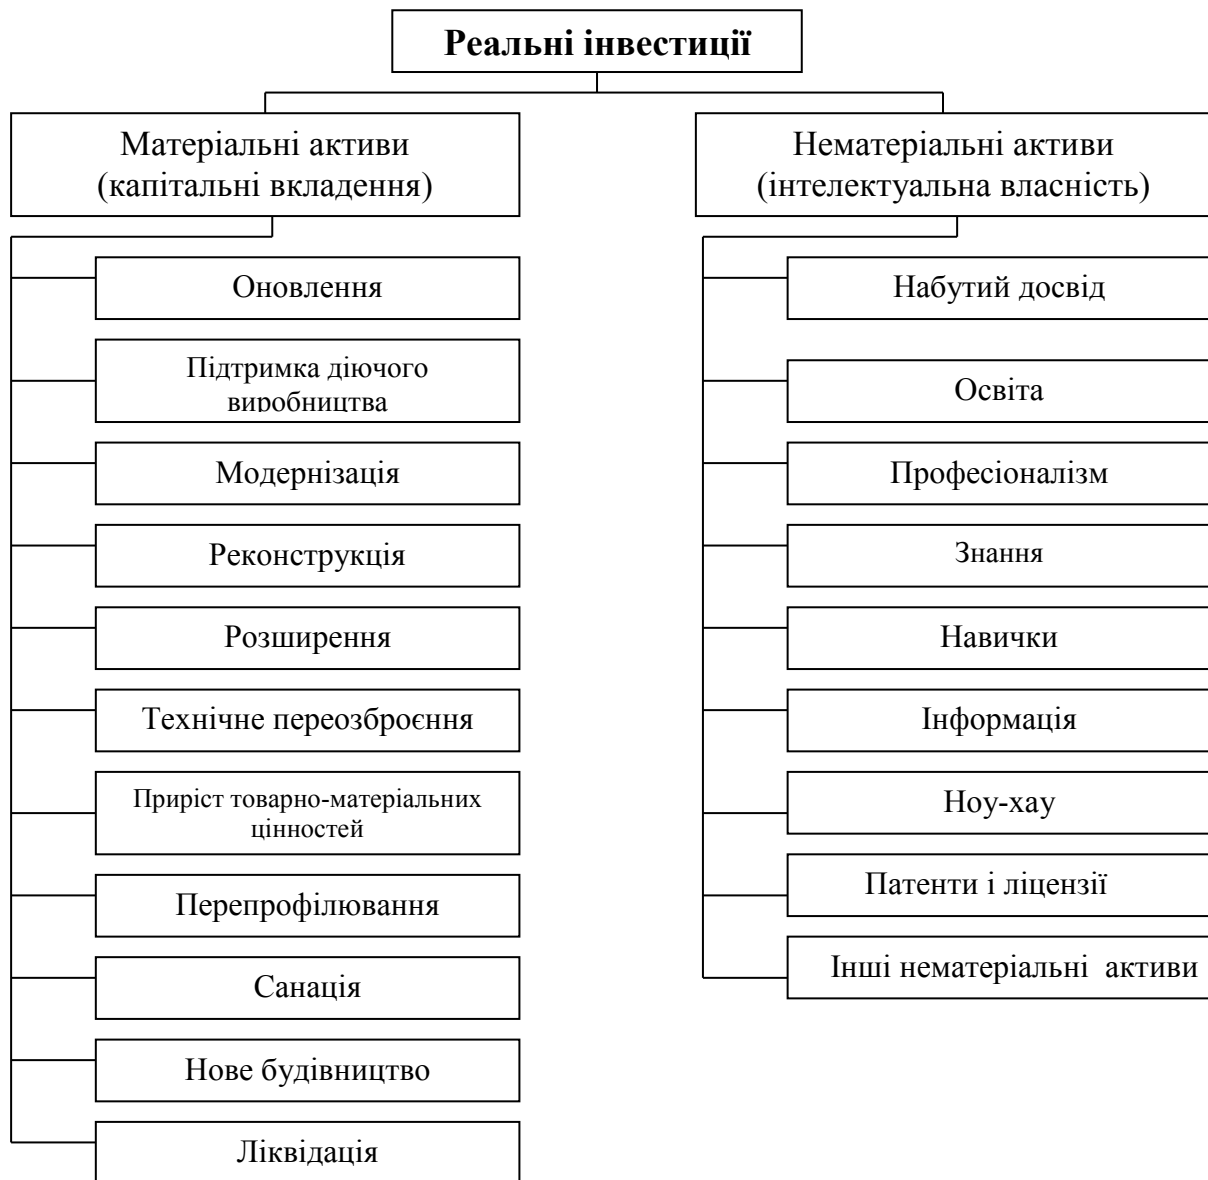 Реальні інвестиції
Матеріальні активи
(капітальні вкладення)
Оновлення
Підтримка діючого
виробництва
Модернізація
Реконструкція
Розширення
Технічне переозброєння
Приріст товарно-матеріальних
цінностей
Перепрофілювання
Санація
Нове будівництво
Ліквідація
Нематеріальні активи
(інтелектуальна власність)
Набутий досвід
Освіта
Професіоналізм
Знання
Навички
Інформація
Ноу-хау
Патенти і ліцензії
Інші нематеріальні активи